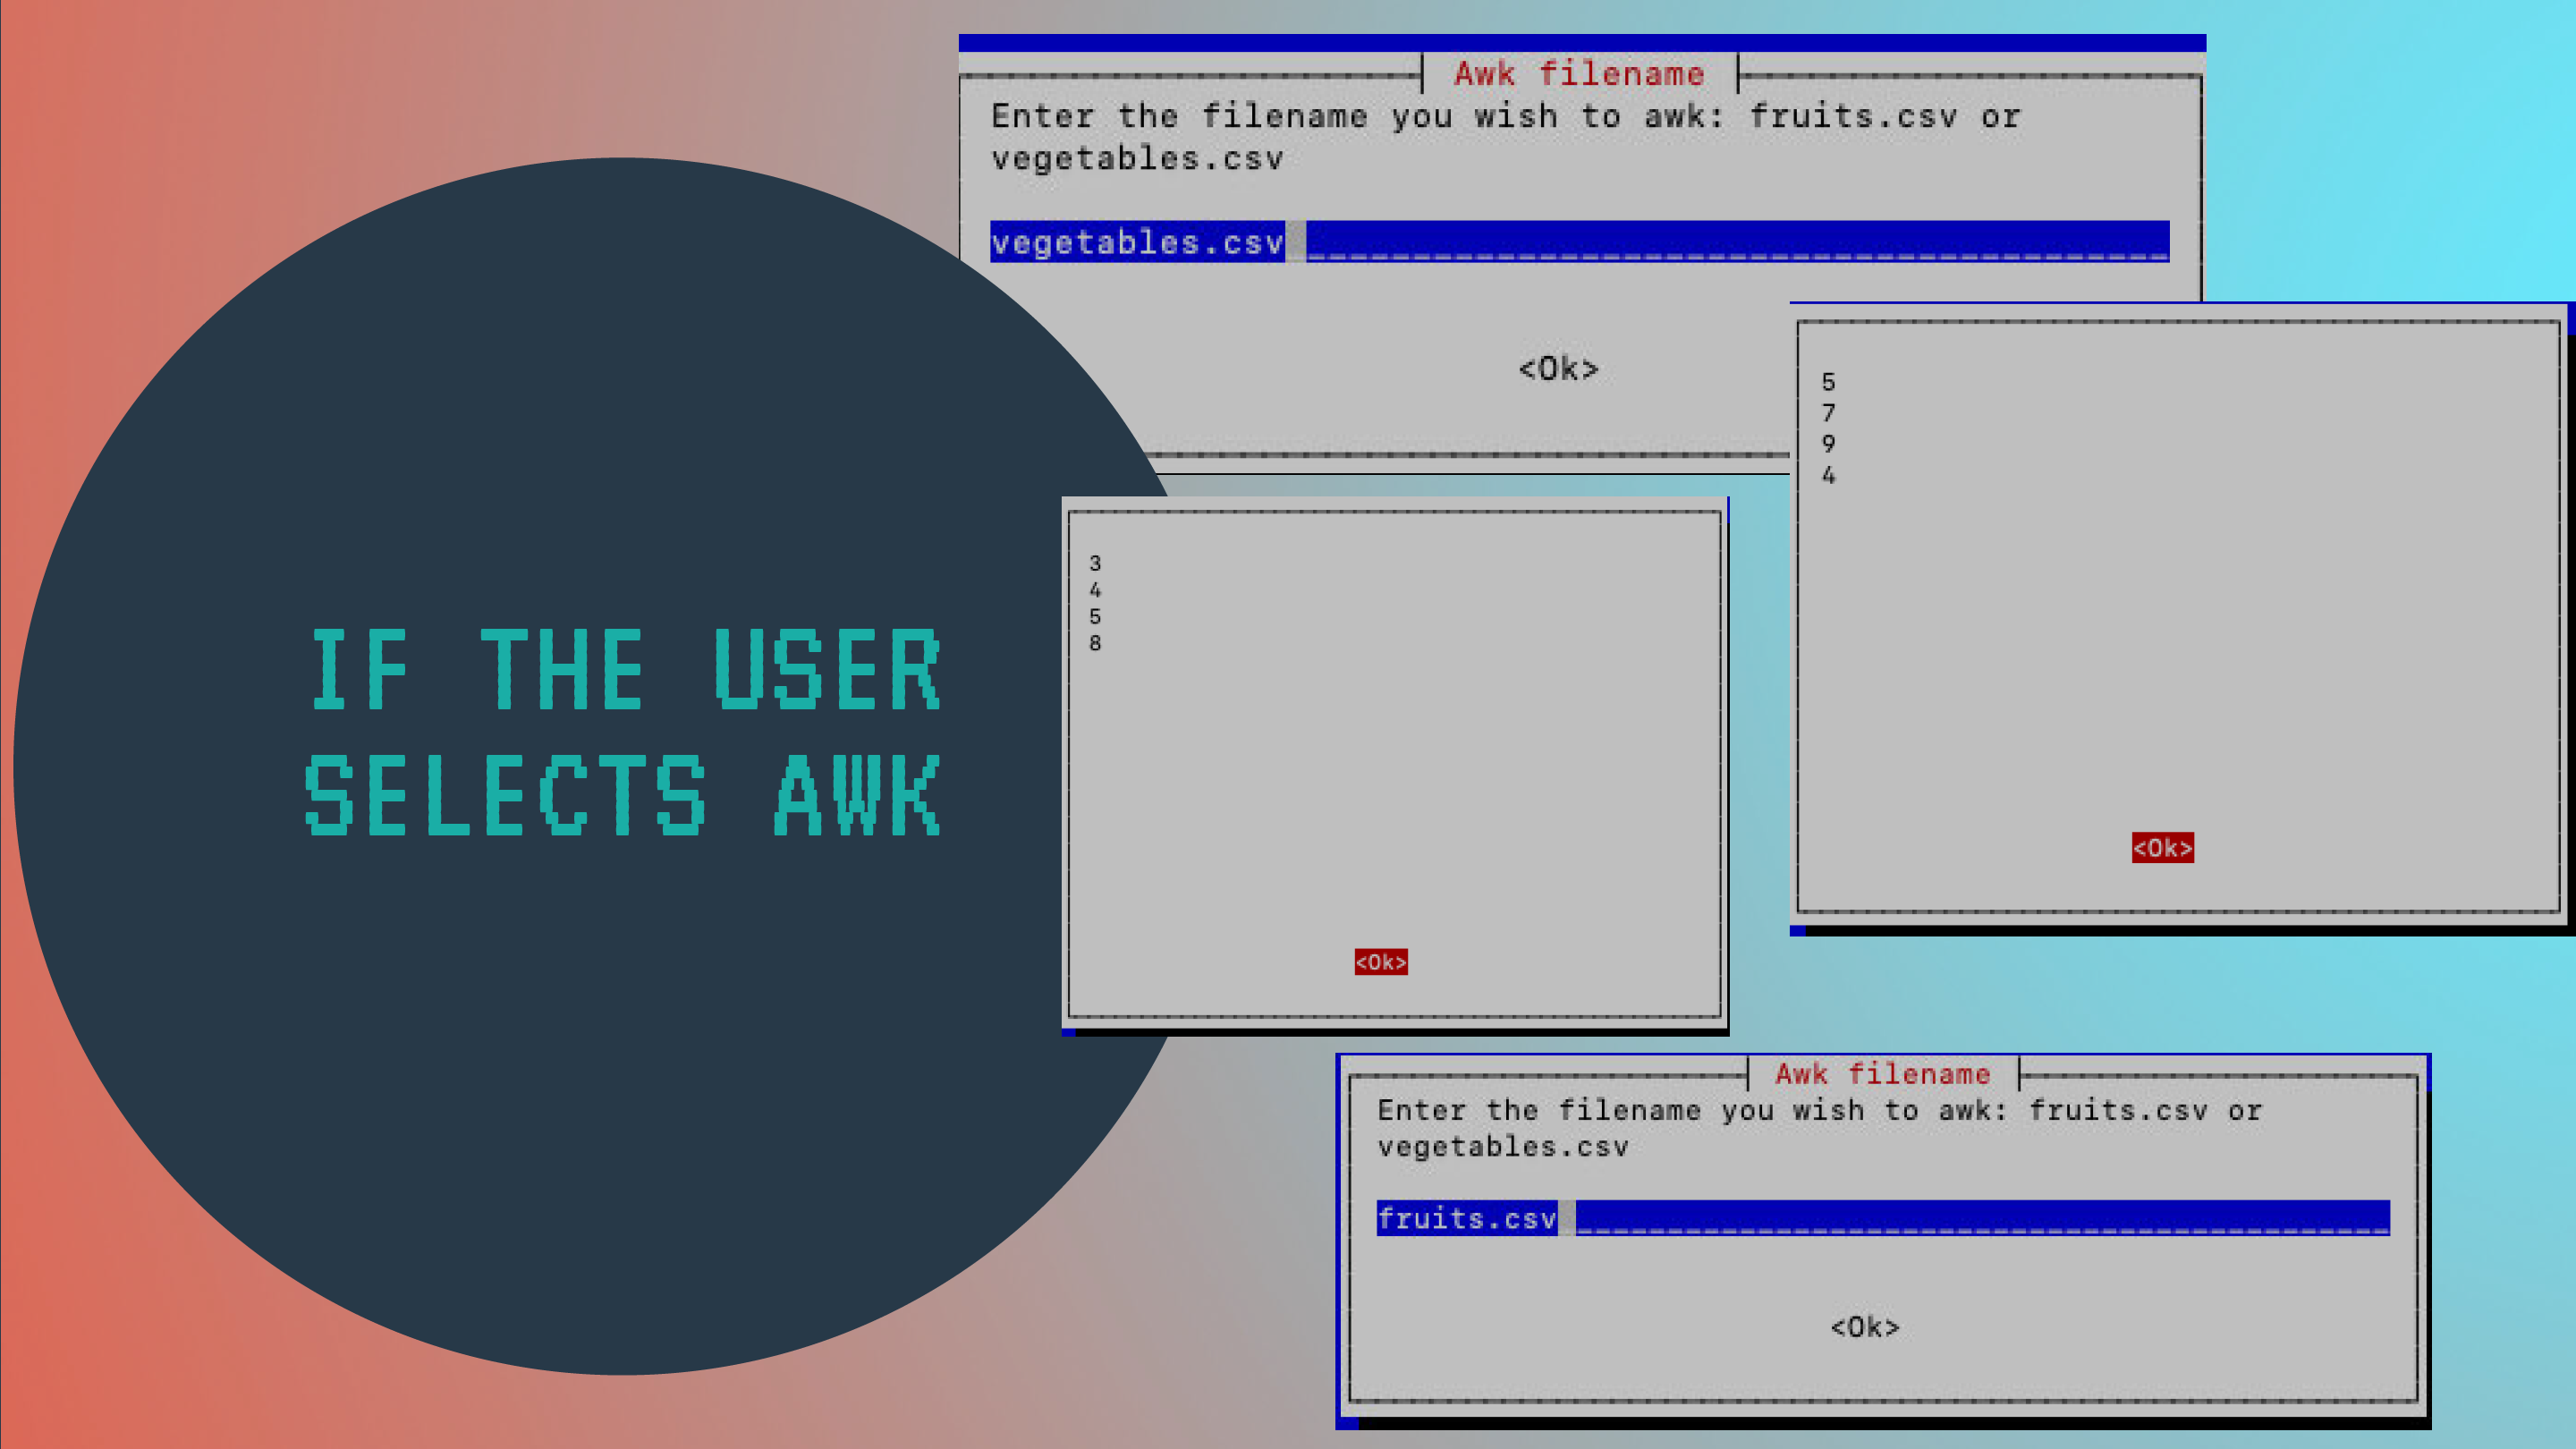 IF THE USER
SELECTS AWK
Awk filename
Enter the filename you wish to awk: fruits.csv or
vegetables.csv
vegetables.csv
<Ok>
5
7
9
4
<Ok>
3
4
5
8
<Ok>
Awk filename
Enter the filename you wish to awk: fruits.csv or
vegetables.csv
fruits.csv
<Ok>